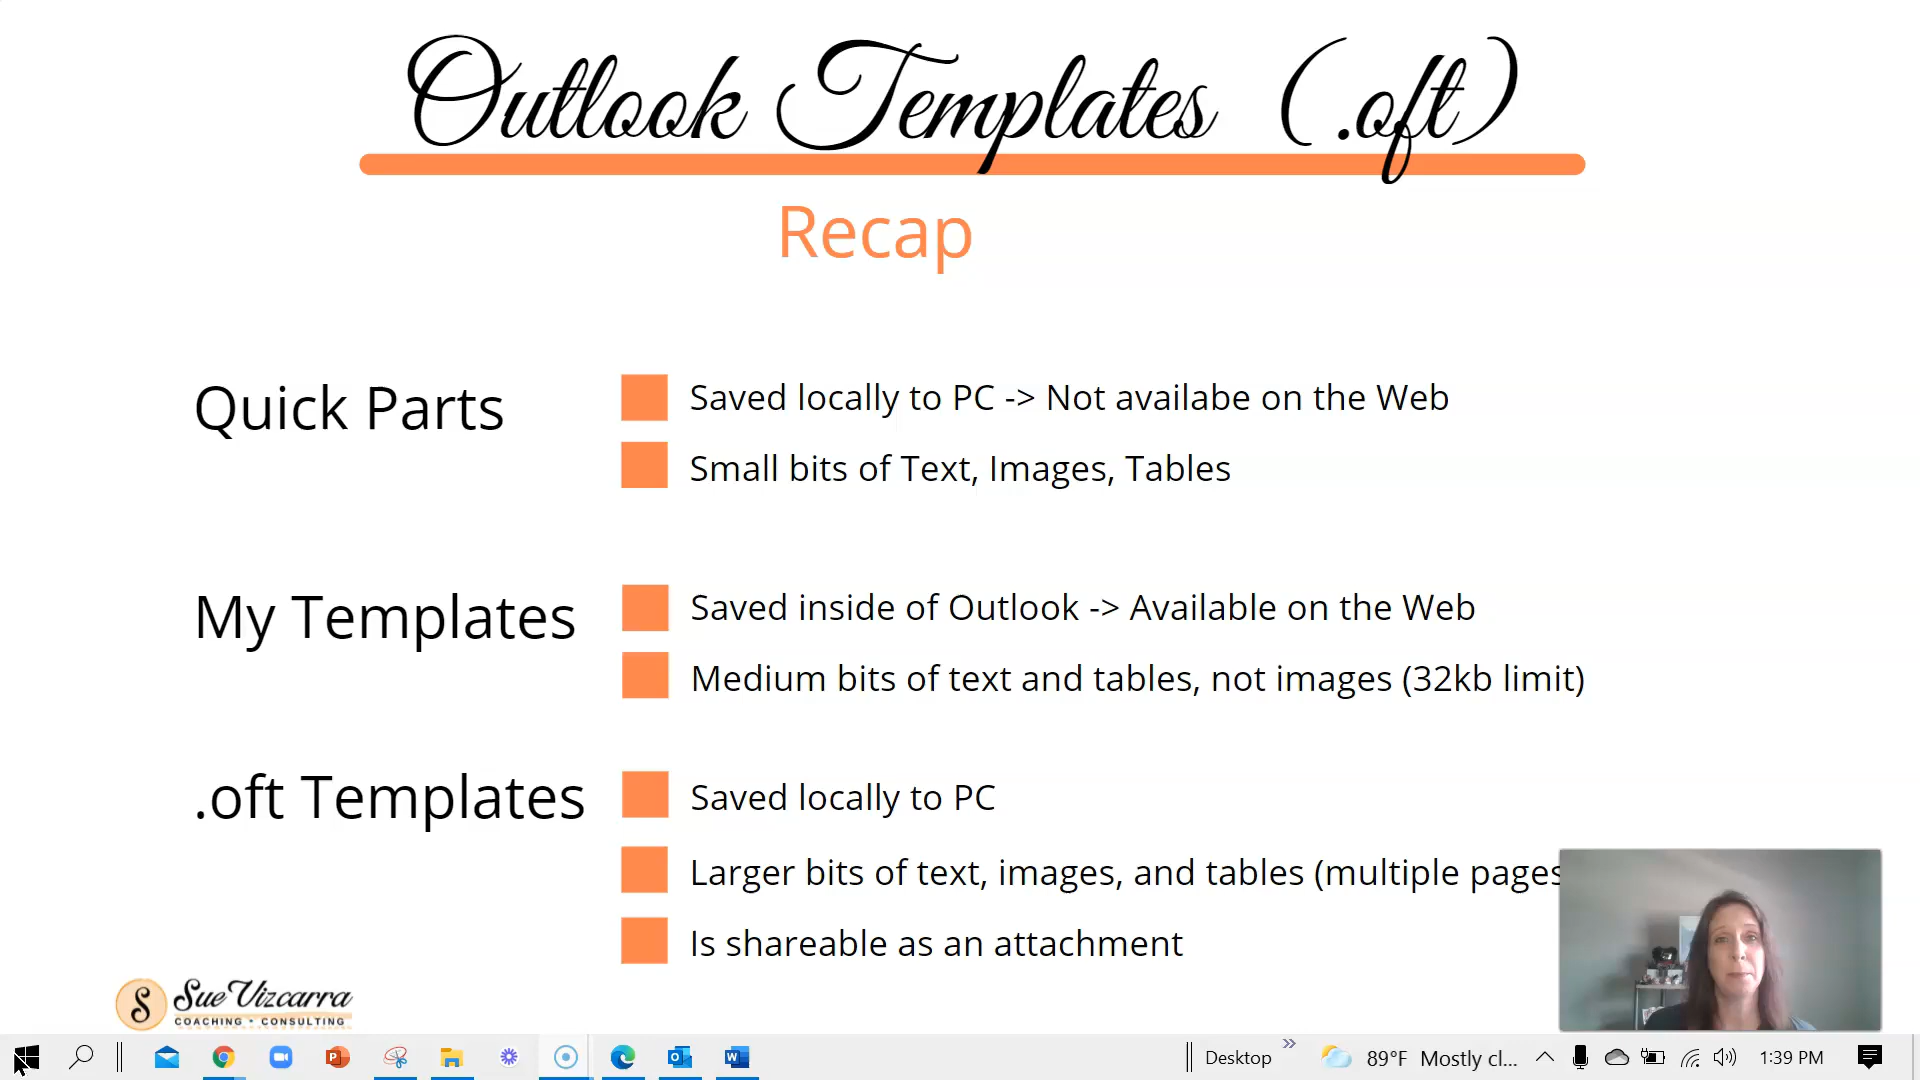 Outlook Templates (.oft)
Recap
Quick Parts
Saved locally to PC -> Not availabe on the Web
Small bits of Text, Images, Tables
My Templates
Saved inside of Outlook -> Available on the Web
Medium bits of text and tables, not images (32kb limit)
.oft Templates
Saved locally to PC
Larger bits of text, images, and tables (multiple pages
Is shareable as an attachment
S
Sue Vizcarra
COACHING • CONSULTING
Desktop
89°F Mostly cl...
1:39 PM